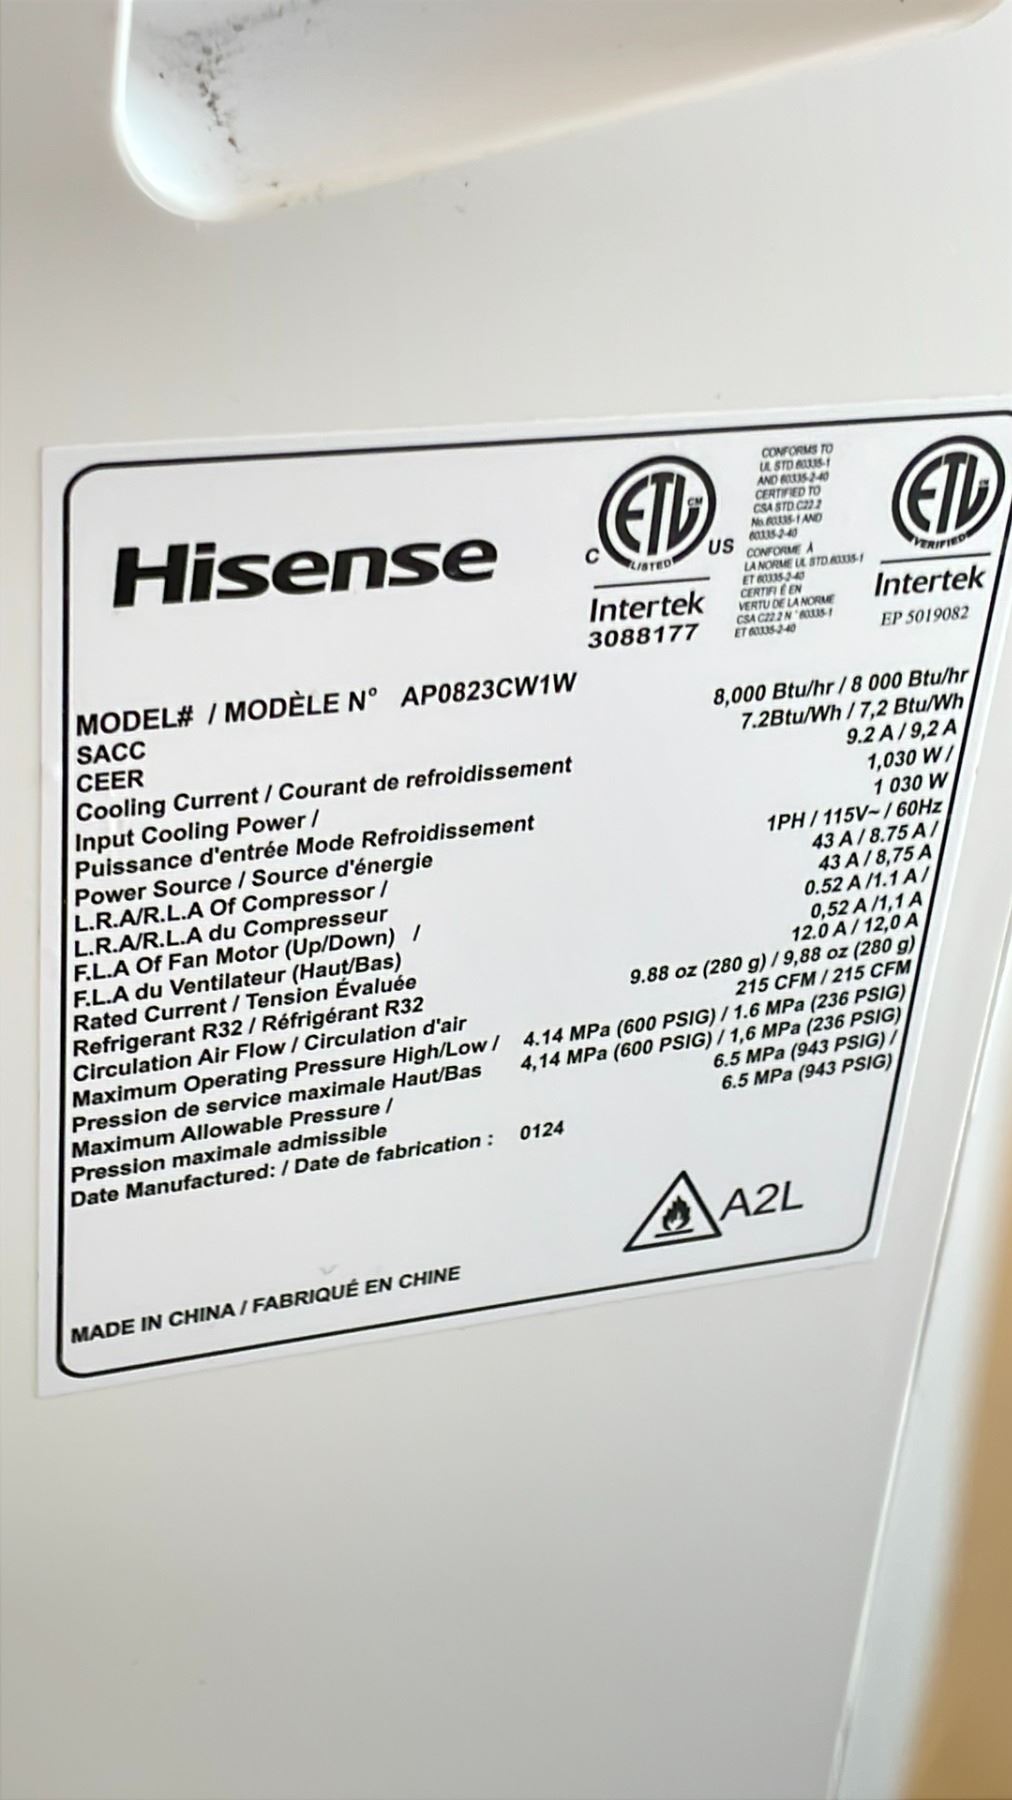 Hisense
C ETL CM US
LISTED
Intertek
3088177
CONFORMS TO
UL STD.60335-1
AND 60335-2-40
CERTIFIED TO
CSA STD.C22.2
No.60335-1 AND
60335-2-40
CONFORME À
LA NORME UL STD.60335-1
ET 60335-2-40
CERTIFI É EN
VERTU DE LA NORME
CSA C22.2 N °60335-1
ET 60335-2-40
ETL
VERIFIED
Intertek
EP 5019082
MODEL# / MODÈLE N° AP0823CW1W
SACC 8,000 Btu/hr / 8 000 Btu/hr
CEER 7.2Btu/Wh / 7,2 Btu/Wh
Cooling Current / Courant de refroidissement 9.2 A / 9,2 A
Input Cooling Power / 1,030 W /
Puissance d'entrée Mode Refroidissement 1 030 W
Power Source / Source d'énergie 1PH / 115V~ / 60Hz
L.R.A/R.L.A Of Compressor / 43 A / 8.75 A /
L.R.A/R.L.A du Compresseur 43 A / 8,75 A
F.L.A Of Fan Motor (Up/Down) / 0.52 A /1.1 A /
F.L.A du Ventilateur (Haut/Bas) 0,52 A /1,1 A
Rated Current / Tension Évaluée 12.0 A / 12,0 A
Refrigerant R32 / Réfrigérant R32 9.88 oz (280 g) / 9,88 oz (280 g)
Circulation Air Flow / Circulation d'air 215 CFM / 215 CFM
Maximum Operating Pressure High/Low / 4.14 MPa (600 PSIG) / 1.6 MPa (236 PSIG)
Pression de service maximale Haut/Bas 4,14 MPa (600 PSIG) / 1,6 MPa (236 PSIG)
Maximum Allowable Pressure / 6.5 MPa (943 PSIG) /
Pression maximale admissible 6.5 MPa (943 PSIG)
Date Manufactured: / Date de fabrication : 0124
A2L
MADE IN CHINA / FABRIQUÉ EN CHINE